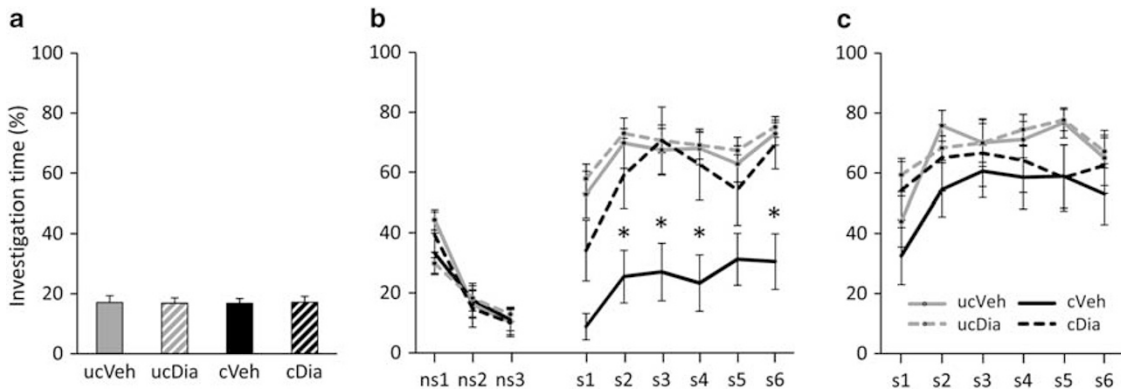 a
b
c
Investigation time (%)
100
80
60
40
20
0
ucVeh ucDia cVeh cDia
100
80
60
40
20
0
* * * *
ns1 ns2 ns3 s1 s2 s3 s4 s5 s6
100
80
60
40
20
0
ucVeh cVeh
ucDia cDia
s1 s2 s3 s4 s5 s6